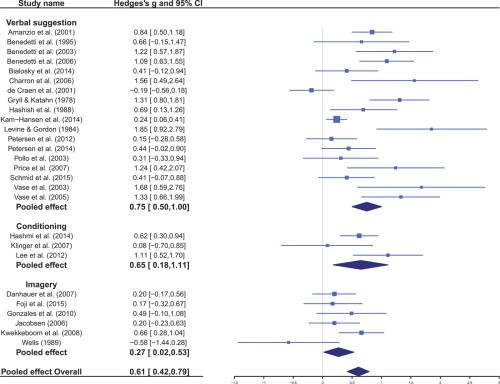 Study name Hedges's g and 95% CI
Verbal suggestion
Amanzio et al. (2001) 0.84 [0.50,1.18]
Benedetti et al. (1995) 0.66 [−0.15,1.47]
Benedetti et al. (2003) 1.22 [0.57,1.87]
Benedetti et al. (2006) 1.09 [0.63,1.55]
Bialosky et al. (2014) 0.41 [−0.12,0.94]
Charron et al. (2006) 1.56 [0.49,2.64]
de Craen et al. (2001) −0.19 [−0.56,0.18]
Gryll & Katahn (1978) 1.31 [0.80,1.81]
Hashish et al. (1988) 0.69 [0.13,1.26]
Kam−Hansen et al. (2014) 0.24 [0.06,0.41]
Levine & Gordon (1984) 1.85 [0.92,2.79]
Petersen et al. (2012) 0.15 [−0.28,0.58]
Petersen et al. (2014) 0.44 [−0.02,0.90]
Pollo et al. (2003) 0.31 [−0.33,0.94]
Price et al. (2007) 1.24 [0.42,2.07]
Schmid et al. (2015) 0.41 [−0.07,0.88]
Vase et al. (2003) 1.68 [0.59,2.76]
Vase et al. (2005) 1.33 [0.66,1.99]
Pooled effect 0.75 [ 0.50,1.00]
Conditioning
Hashmi et al. (2014) 0.62 [0.30,0.94]
Klinger et al. (2007) 0.08 [−0.70,0.85]
Lee et al. (2012) 1.11 [0.52,1.70]
Pooled effect 0.65 [ 0.18,1.11]
Imagery
Danhauer et al. (2007) 0.20 [−0.17,0.56]
Foji et al. (2015) 0.17 [−0.32,0.67]
Gonzales et al. (2010) 0.49 [−0.10,1.08]
Jacobsen (2006) 0.20 [−0.23,0.63]
Kwekkeboom et al. (2008) 0.66 [0.28,1.04]
Wells (1989) −0.58 [−1.44,0.28]
Pooled effect 0.27 [ 0.02,0.53]
Pooled effect Overall 0.61 [0.42,0.79]
−1.5 −1 −0.5 0 0.5 1 1.5 2 2.5 3